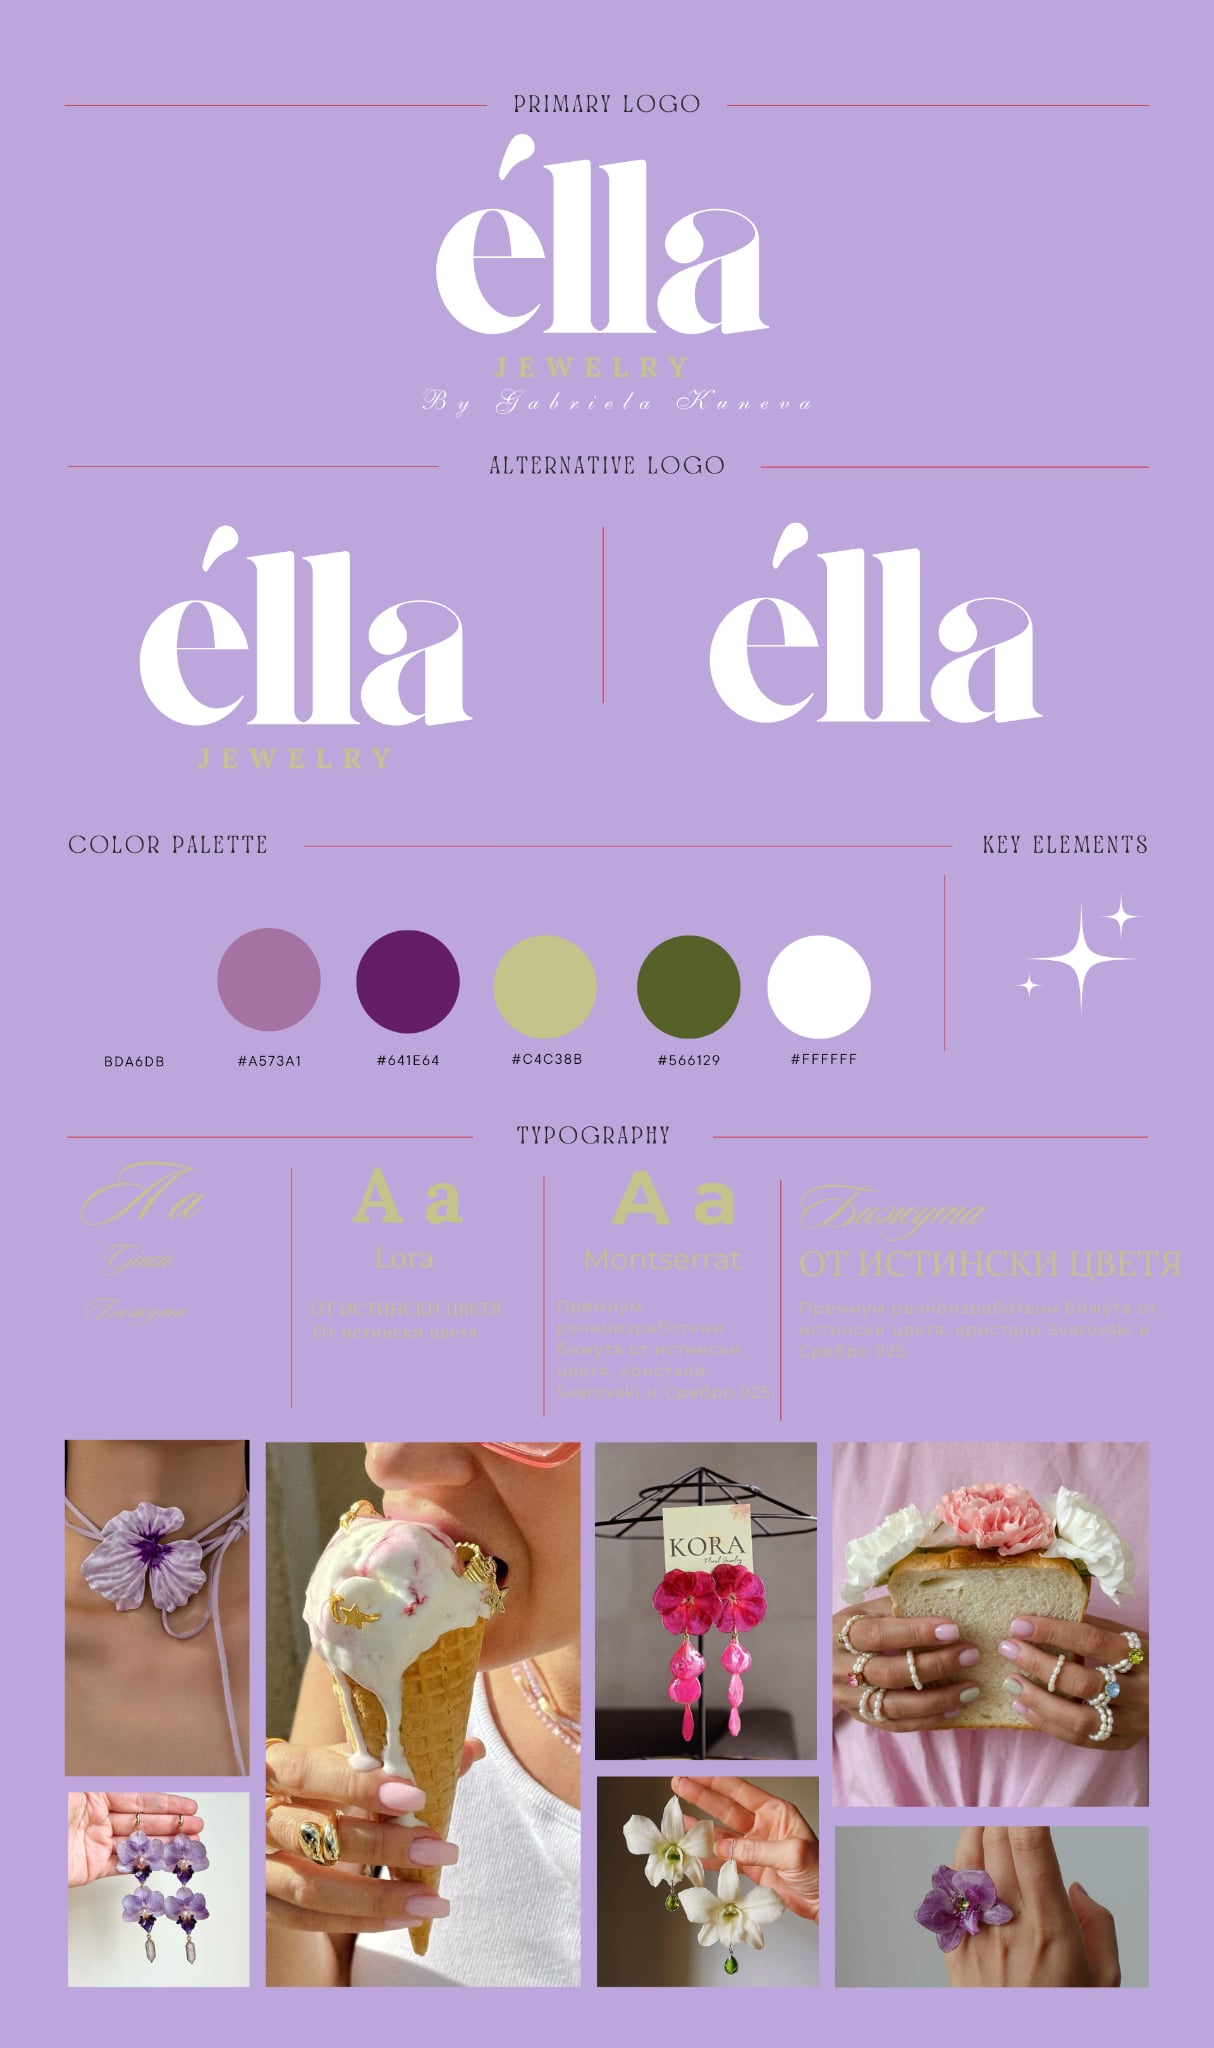 PRIMARY LOGO
élla
JEWELRY
By Gabriela Kuneva
ALTERNATIVE LOGO
élla
JEWELRY
élla
COLOR PALETTE
KEY ELEMENTS
BDA6DB
#A573A1
#641E64
#C4C38B
#566129
#FFFFFF
TYPOGRAPHY
Aa
Gjaza
Бижута
A a
Lora
ОТ ИСТИНСКИ ЦВЕТЯ
От истински цветя
A a
Montserrat
Премиум
ръчноизработени
бижута от истински
цветя, кристали
Svarovski и Сребро 925.
Бижута
ОТ ИСТИНСКИ ЦВЕТЯ
Премиум ръчноизработени бижута от
истински цветя, кристали Svarovski и
Сребро 925.
KORA
Floral Jewelry